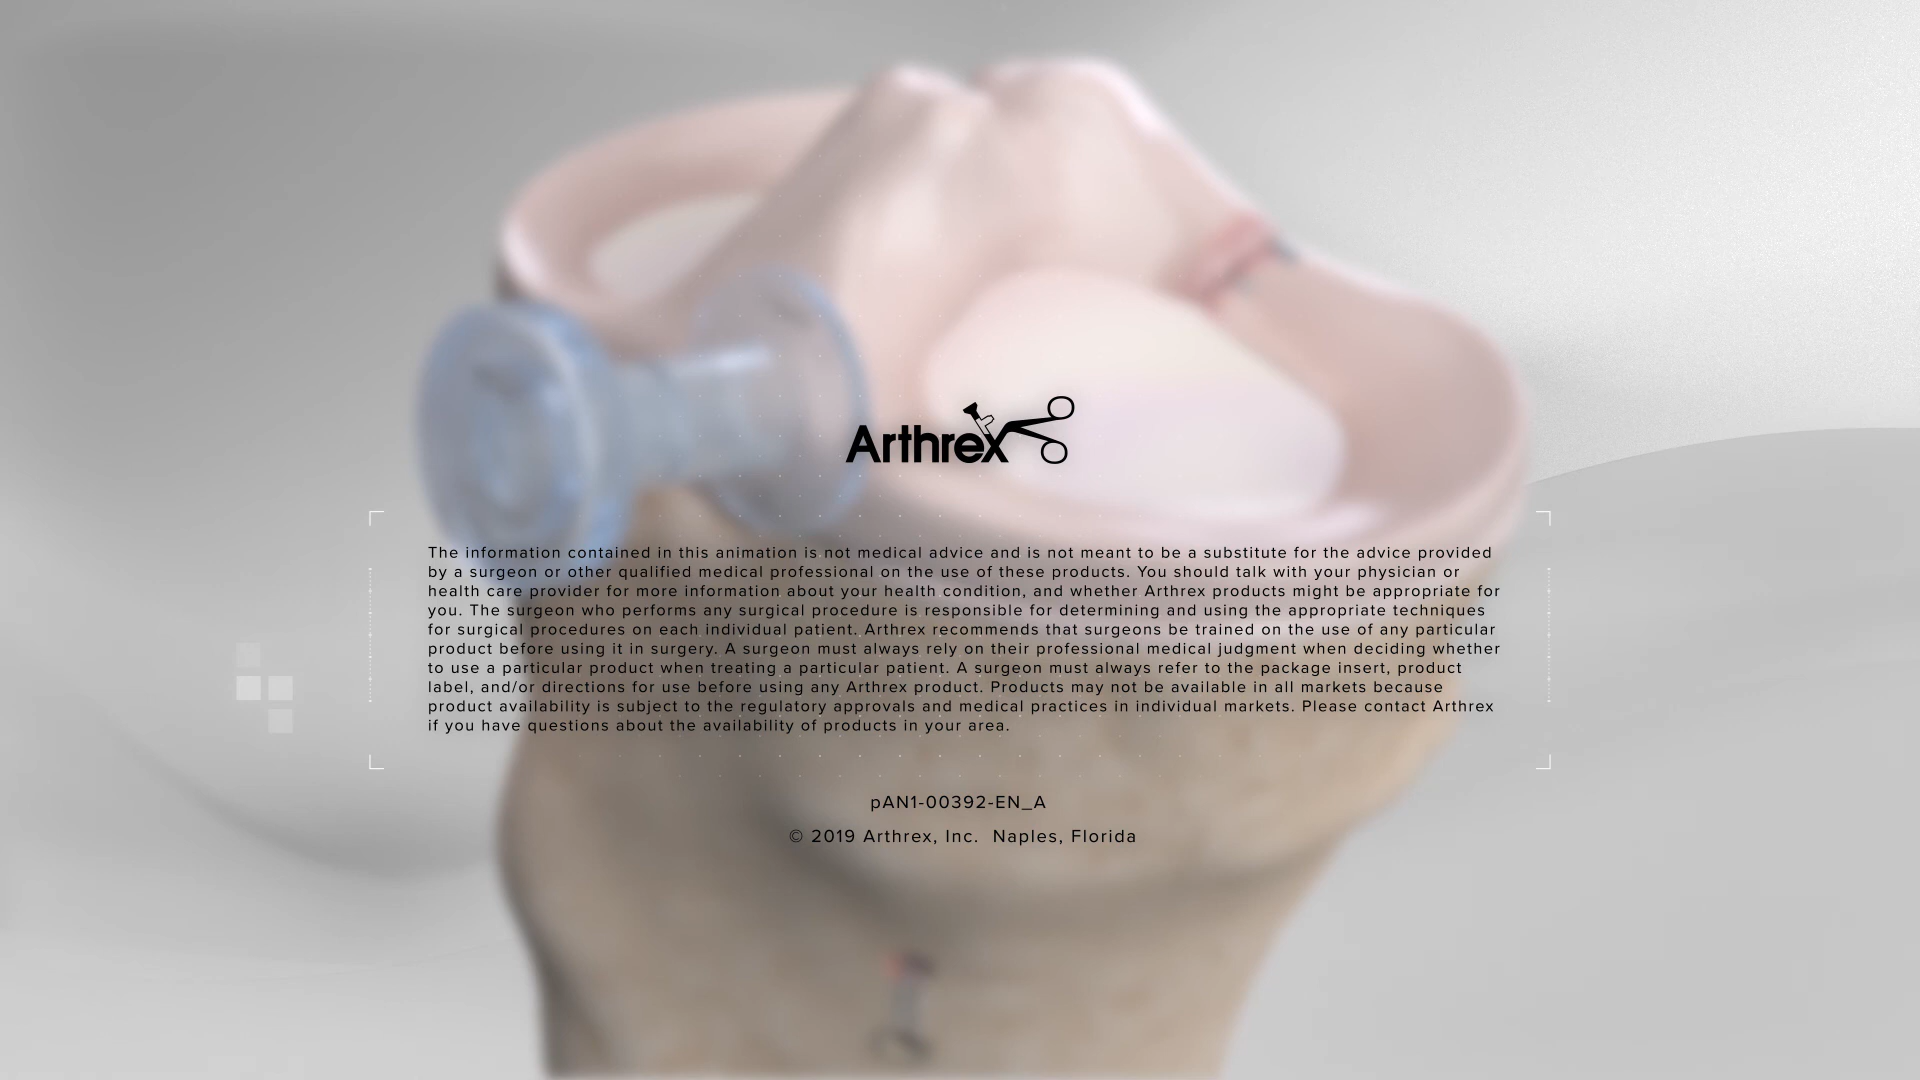 Arthrex
The information contained in this animation is not medical advice and is not meant to be a substitute for the advice provided
by a surgeon or other qualified medical professional on the use of these products. You should talk with your physician or
health care provider for more information about your health condition, and whether Arthrex products might be appropriate for
you. The surgeon who performs any surgical procedure is responsible for determining and using the appropriate techniques
for surgical procedures on each individual patient. Arthrex recommends that surgeons be trained on the use of any particular
product before using it in surgery. A surgeon must always rely on their professional medical judgment when deciding whether
to use a particular product when treating a particular patient. A surgeon must always refer to the package insert, product
label, and/or directions for use before using any Arthrex product. Products may not be available in all markets because
product availability is subject to the regulatory approvals and medical practices in individual markets. Please contact Arthrex
if you have questions about the availability of products in your area.
pAN1-00392-EN_A
© 2019 Arthrex, Inc. Naples, Florida